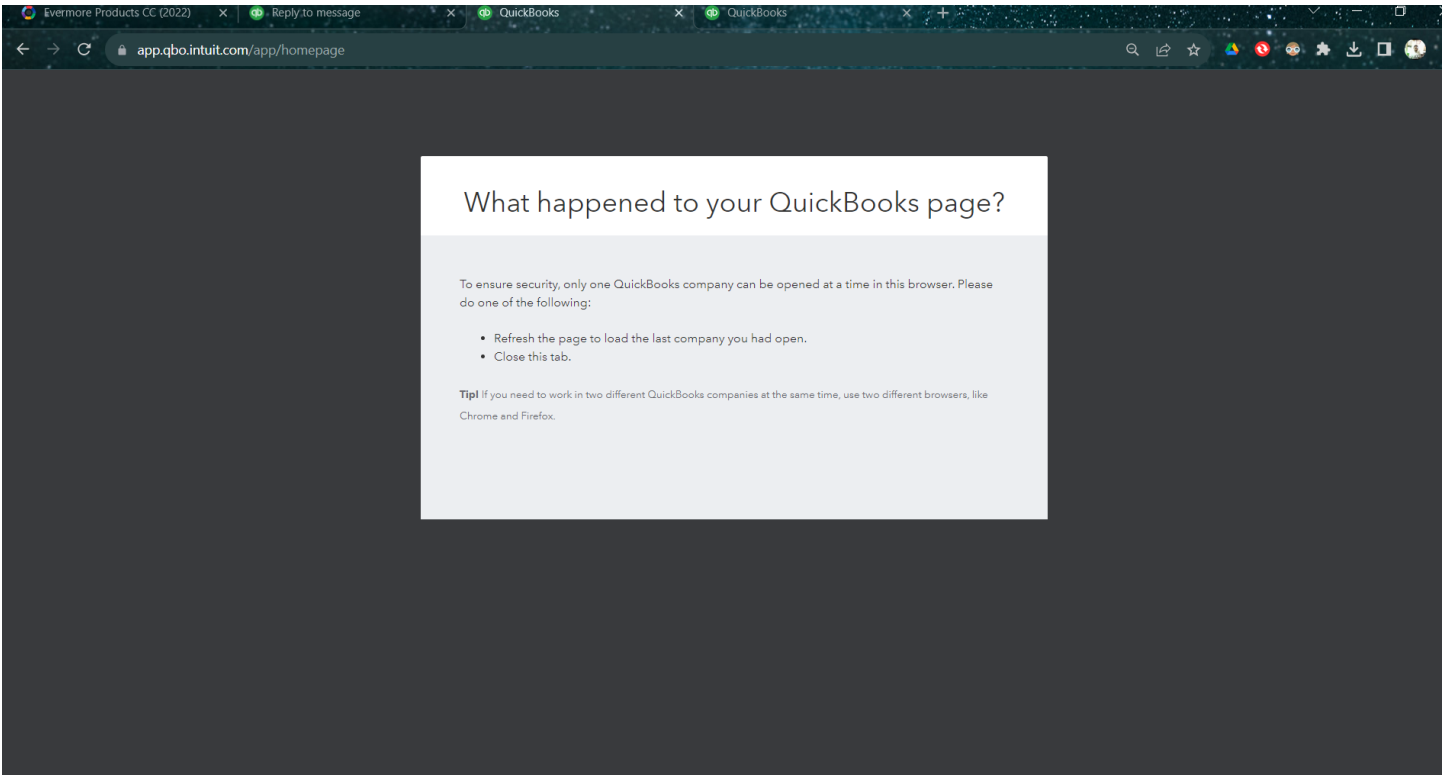 Evermore Products CC (2022)
Reply to message
QuickBooks
QuickBooks
app.qbo.intuit.com/app/homepage
What happened to your QuickBooks page?
To ensure security, only one QuickBooks company can be opened at a time in this browser. Please
do one of the following:
• Refresh the page to load the last company you had open.
• Close this tab.
Tip! If you need to work in two different QuickBooks companies at the same time, use two different browsers, like
Chrome and Firefox.